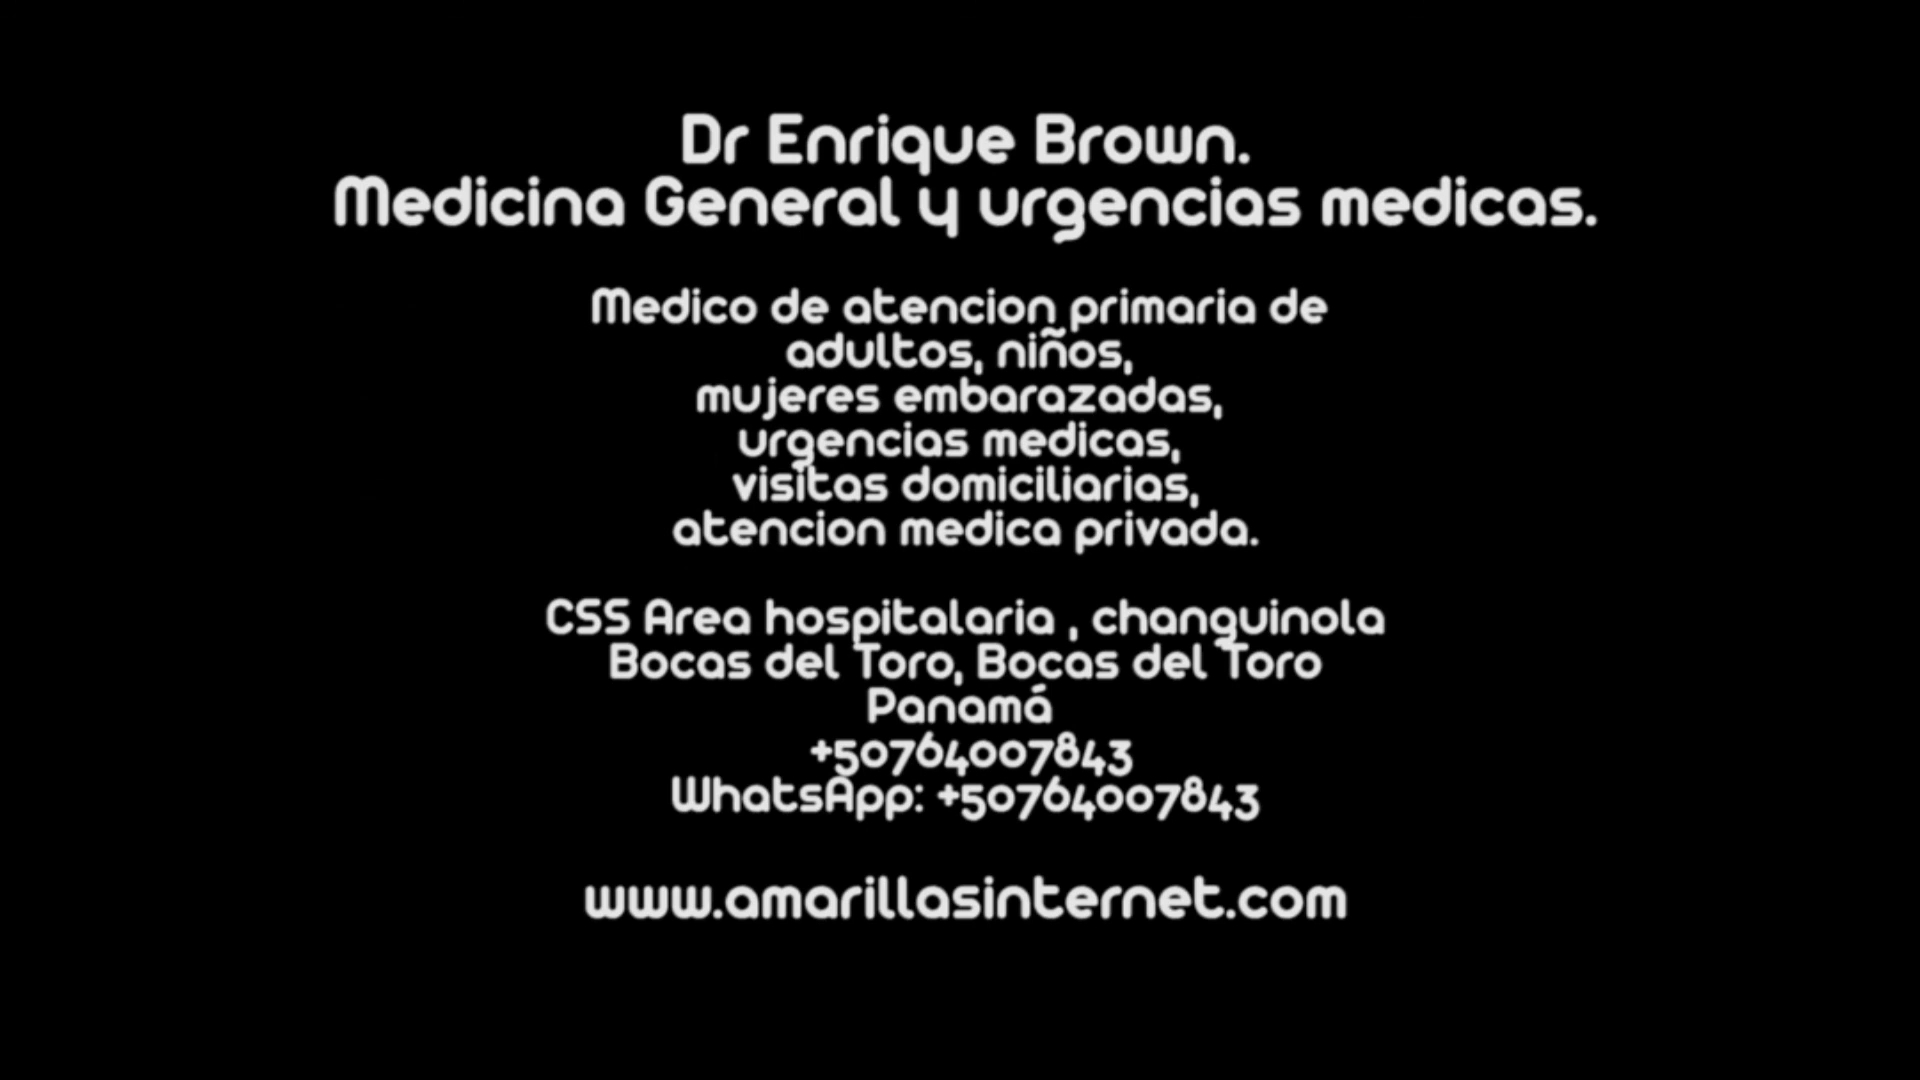 Dr Enrique Brown.
Medicina General y urgencias medicas.
Medico de atencion primaria de
adultos, niños,
mujeres embarazadas,
urgencias medicas,
visitas domiciliarias,
atencion medica privada.
CSS Area hospitalaria , changuinola
Bocas del Toro, Bocas del Toro
Panamá
+50764007843
WhatsApp: +50764007843
www.amarillasinternet.com